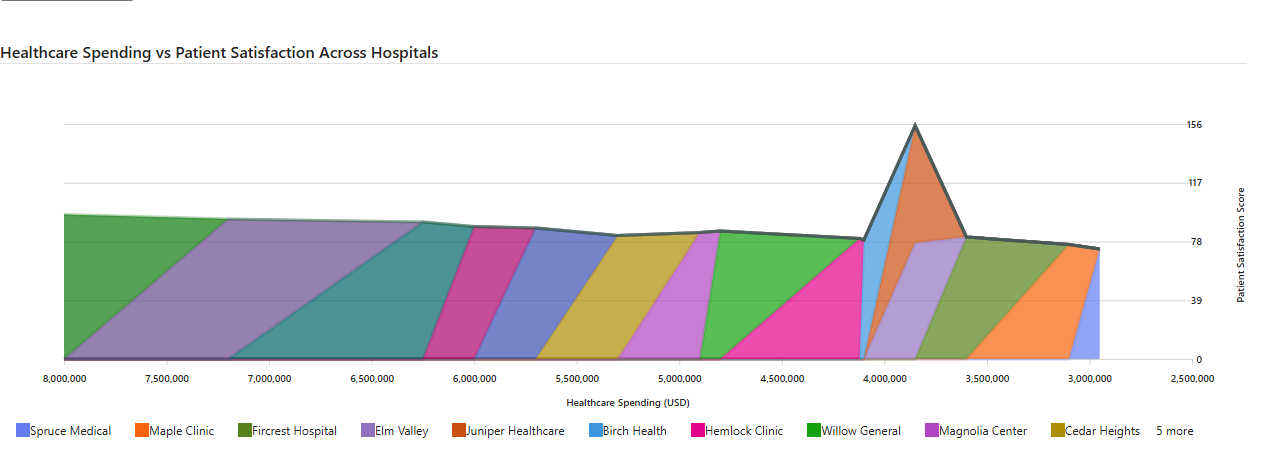 Healthcare Spending vs Patient Satisfaction Across Hospitals
156
117
78
39
0
Patient Satisfaction Score
8,000,000 7,500,000 7,000,000 6,500,000 6,000,000 5,500,000 5,000,000 4,500,000 4,000,000 3,500,000 3,000,000 2,500,000
Healthcare Spending (USD)
Spruce Medical Maple Clinic Fircrest Hospital Elm Valley Juniper Healthcare Birch Health Hemlock Clinic Willow General Magnolia Center Cedar Heights 5 more